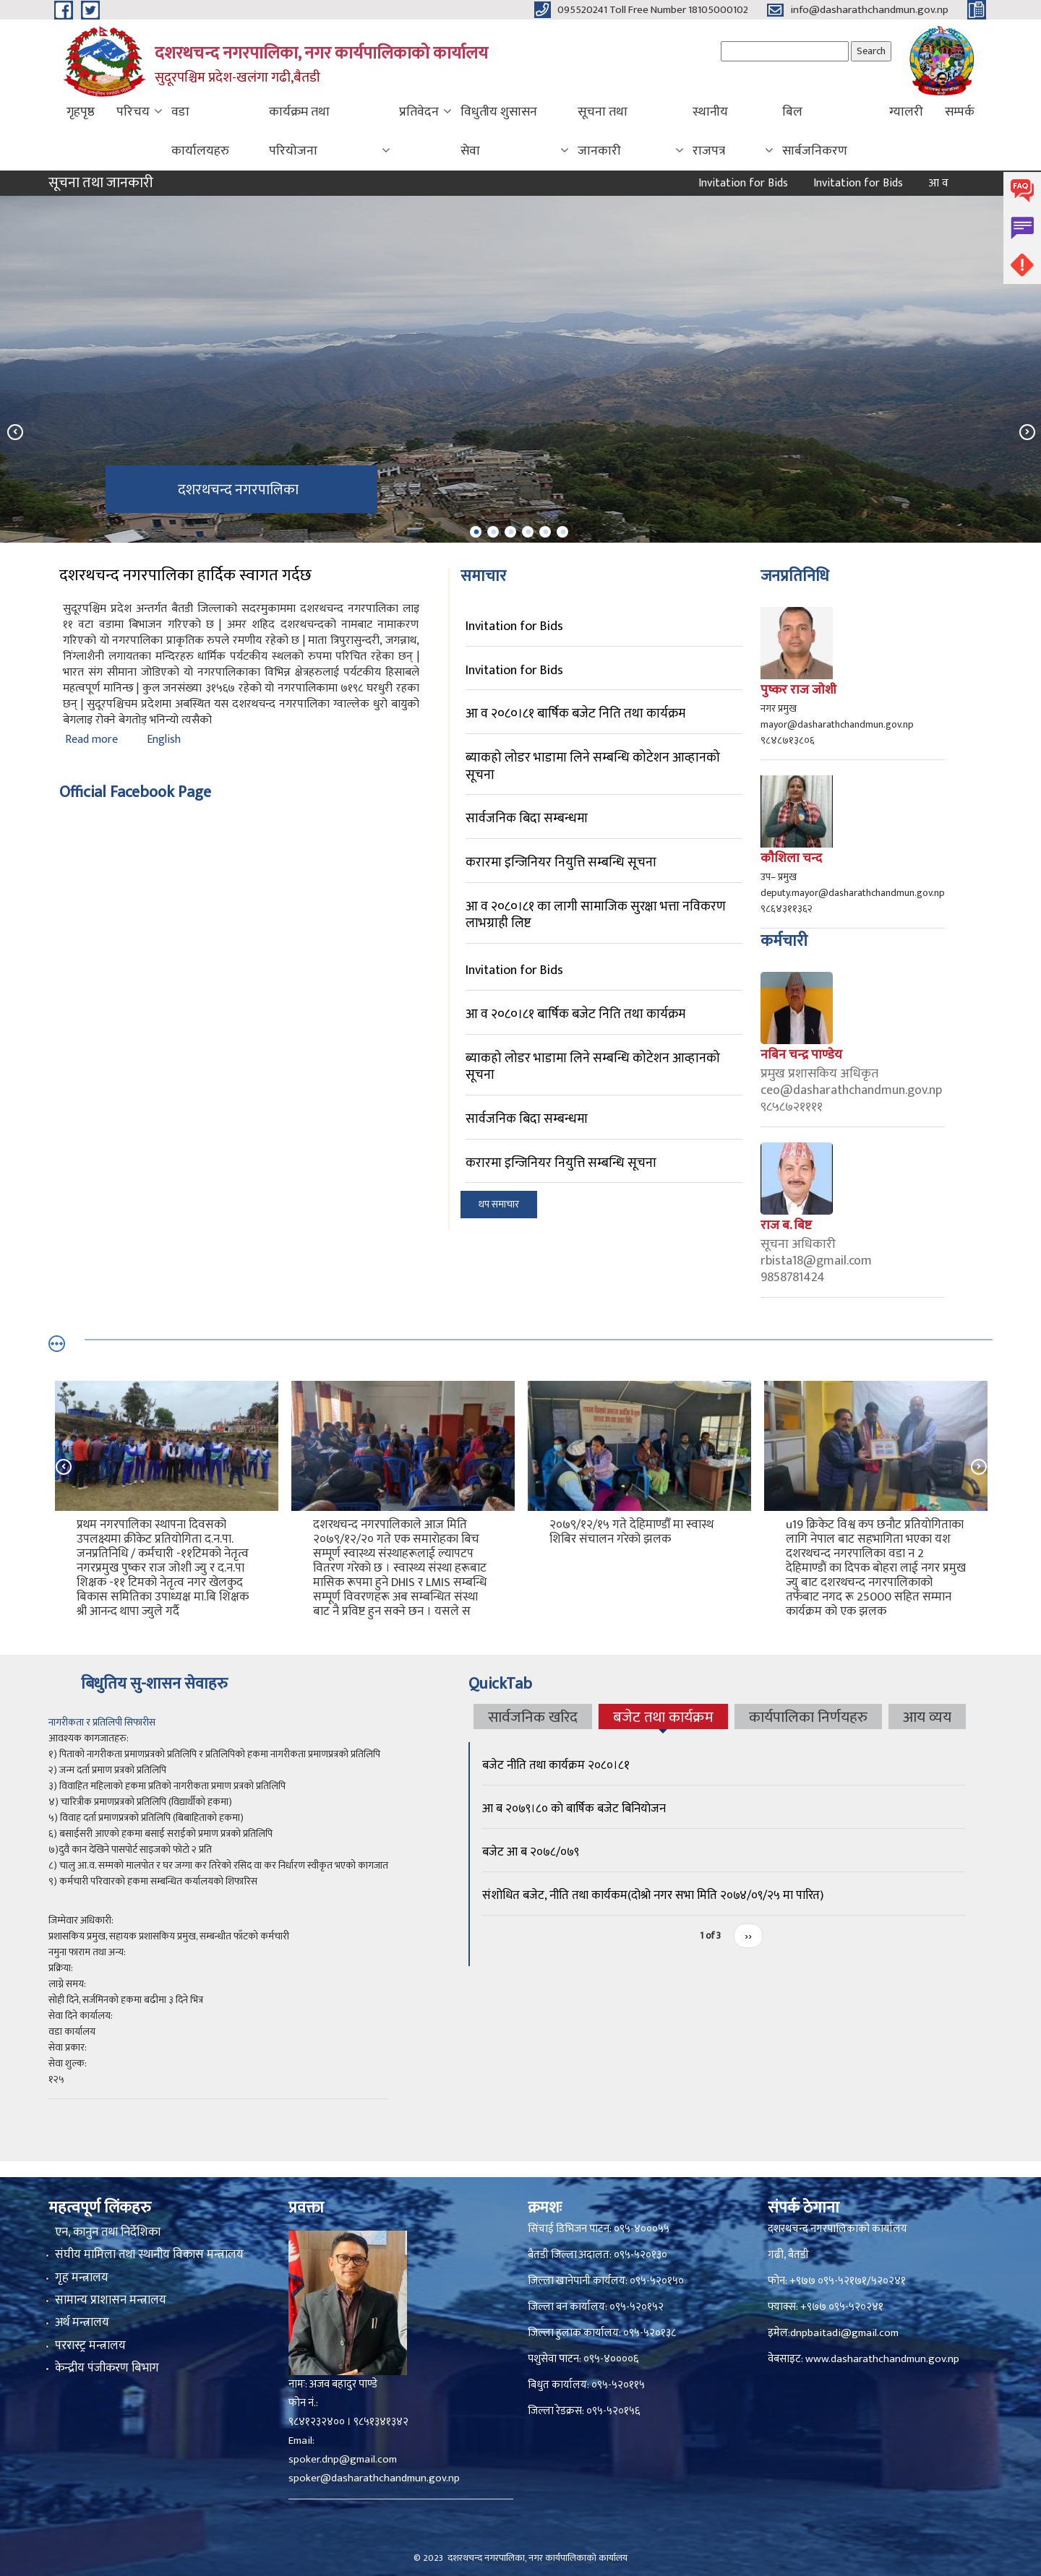 095520241 Toll Free Number 18105000102
info@dasharathchandmun.gov.np
दशरथचन्द नगरपालिका, नगर कार्यपालिकाको कार्यालय
सुदूरपश्चिम प्रदेश-खलंगा गढी,बैतडी
Search
गृहपृष्ठ
परिचय
वडा कार्यालयहरु
कार्यक्रम तथा परियोजना
प्रतिवेदन
विधुतीय शुसासन सेवा
सूचना तथा जानकारी
स्थानीय राजपत्र
बिल सार्बजनिकरण
ग्यालरी
सम्पर्क
सूचना तथा जानकारी
Invitation for Bids
Invitation for Bids
आ व
FAQ
दशरथचन्द नगरपालिका
दशरथचन्द नगरपालिका हार्दिक स्वागत गर्दछ
सुदूरपश्चिम प्रदेश अन्तर्गत बैतडी जिल्लाको सदरमुकाममा दशरथचन्द नगरपालिका लाइ
११ वटा वडामा बिभाजन गरिएको छ | अमर शहिद दशरथचन्दको नामबाट नामाकरण
गरिएको यो नगरपालिका प्राकृतिक रुपले रमणीय रहेको छ | माता त्रिपुरासुन्दरी, जगन्नाथ,
निंग्लाशैनी लगायतका मन्दिरहरु धार्मिक पर्यटकीय स्थलको रुपमा परिचित रहेका छन् |
भारत संग सीमाना जोडिएको यो नगरपालिकाका विभिन्न क्षेत्रहरुलाई पर्यटकीय हिसाबले
महत्वपूर्ण मानिन्छ | कुल जनसंख्या ३१५६७ रहेको यो नगरपालिकामा ७१९८ घरधुरी रहका
छन् | सुदूरपश्चिपम प्रदेशमा अबस्थित यस दशरथचन्द नगरपालिका ग्वाल्लेक धुरो बायुको
बेगलाइ रोक्ने बेगतोड़ भनिन्यो त्यसैको
Read more
English
Official Facebook Page
समाचार
Invitation for Bids
Invitation for Bids
आ व २०८०।८१ बार्षिक बजेट निति तथा कार्यक्रम
ब्याकहो लोडर भाडामा लिने सम्बन्धि कोटेशन आव्हानको
सूचना
सार्वजनिक बिदा सम्बन्धमा
करारमा इन्जिनियर नियुत्ति सम्बन्धि सूचना
आ व २०८०।८१ का लागी सामाजिक सुरक्षा भत्ता नविकरण
लाभग्राही लिष्ट
Invitation for Bids
आ व २०८०।८१ बार्षिक बजेट निति तथा कार्यक्रम
ब्याकहो लोडर भाडामा लिने सम्बन्धि कोटेशन आव्हानको
सूचना
सार्वजनिक बिदा सम्बन्धमा
करारमा इन्जिनियर नियुत्ति सम्बन्धि सूचना
थप समाचार
जनप्रतिनिधि
पुष्कर राज जोशी
नगर प्रमुख
mayor@dasharathchandmun.gov.np
९८४८७१३८०६
कौशिला चन्द
उप– प्रमुख
deputy.mayor@dasharathchandmun.gov.np
९८६४३११३६२
कर्मचारी
नबिन चन्द्र पाण्डेय
प्रमुख प्रशासकिय अधिकृत
ceo@dasharathchandmun.gov.np
९८५८७२११११
राज ब. बिष्ट
सूचना अधिकारी
rbista18@gmail.com
9858781424
प्रथम नगरपालिका स्थापना दिवसको
उपलक्ष्यमा क्रीकेट प्रतियोगिता द.न.पा.
जनप्रतिनिधि / कर्मचारी -११टिमको नेतृत्व
नगरप्रमुख पुष्कर राज जोशी ज्यु र द.न.पा
शिक्षक -११ टिमको नेतृत्व नगर खेलकुद
बिकास समितिका उपाध्यक्ष मा.बि शिक्षक
श्री आनन्द थापा ज्युले गर्दै
दशरथचन्द नगरपालिकाले आज मिति
२०७९/१२/२० गते एक समारोहका बिच
सम्पूर्ण स्वास्थ्य संस्थाहरूलाई ल्यापटप
वितरण गरेको छ । स्वास्थ्य संस्था हरूबाट
मासिक रूपमा हुने DHIS र LMIS सम्बन्धि
सम्पूर्ण विवरणहरू अब सम्बन्धित संस्था
बाट नै प्रविष्ट हुन सक्ने छन । यसले स
२०७९/१२/१५ गते देहिमाण्डौं मा स्वास्थ
शिबिर संचालन गरेको झलक
u19 क्रिकेट विश्व कप छनौट प्रतियोगिताका
लागि नेपाल बाट सहभागिता भएका यश
दशरथचन्द नगरपालिका वडा न 2
देहिमाण्डौं का दिपक बोहरा लाई नगर प्रमुख
ज्यु बाट दशरथचन्द नगरपालिकाको
तर्फबाट नगद रू 25000 सहित सम्मान
कार्यक्रम को एक झलक
बिधुतिय सु-शासन सेवाहरु
नागरीकता र प्रतिलिपी सिफारीस
आवश्यक कागजातहरु:
१) पिताको नागरीकता प्रमाणप्रत्रको प्रतिलिपि र प्रतिलिपिको हकमा नागरीकता प्रमाणप्रत्रको प्रतिलिपि
२) जन्म दर्ता प्रमाण प्रत्रको प्रतिलिपि
३) विवाहित महिलाको हकमा प्रतिको नागरीकता प्रमाण प्रत्रको प्रतिलिपि
४) चारित्रीक प्रमाणप्रत्रको प्रतिलिपि (विद्यार्थीको हकमा)
५) विवाह दर्ता प्रमाणप्रत्रको प्रतिलिपि (बिबाहिताको हकमा)
६) बसाईसरी आएको हकमा बसाई सराईको प्रमाण प्रत्रको प्रतिलिपि
७)दुवै कान देखिने पासपोर्ट साइजको फोटो २ प्रति
८) चालु आ.व. सम्मको मालपोत र घर जग्गा कर तिरेको रसिद वा कर निर्धारण स्वीकृत भएको कागजात
९) कर्मचारी परिवारको हकमा सम्बन्धित कर्यालयको शिफारिस
जिम्मेवार अधिकारी:
प्रशासकिय प्रमुख, सहायक प्रशासकिय प्रमुख, सम्बन्धीत फाँटको कर्मचारी
नमुना फाराम तथा अन्य:
प्रक्रिया:
लाग्ने समय:
सोही दिने, सर्जमिनको हकमा बढीमा ३ दिने भित्र
सेवा दिने कार्यालय:
वडा कार्यालय
सेवा प्रकार:
सेवा शुल्क:
१२५
QuickTab
सार्वजनिक खरिद
बजेट तथा कार्यक्रम
कार्यपालिका निर्णयहरु
आय व्यय
बजेट नीति तथा कार्यक्रम २०८०।८१
आ ब २०७९।८० को बार्षिक बजेट बिनियोजन
बजेट आ ब २०७८/०७९
संशोधित बजेट, नीति तथा कार्यकम(दोश्रो नगर सभा मिति २०७४/०९/२५ मा पारित)
1 of 3
››
महत्वपूर्ण लिंकहरु
एन, कानुन तथा निर्देशिका
संघीय मामिला तथा स्थानीय विकास मन्त्रालय
गृह मन्त्रालय
सामान्य प्राशासन मन्त्रालय
अर्थ मन्त्रालय
पररास्ट्र मन्त्रालाय
केन्द्रीय पंजीकरण बिभाग
प्रवक्ता
नामः: अजव बहादुर पाण्डे
फोन नं.:
९८४१२३२४०० । ९८५१३४१३४२
Email:
spoker.dnp@gmail.com
spoker@dasharathchandmun.gov.np
क्रमशः
सिंचाई डिभिजन पाटन: ०९५-४०००५५
बैतडी जिल्ला अदालत: ०९५-५२०१३०
जिल्ला खानेपानी कार्यलय: ०९५-५२०१५०
जिल्ला बन कार्यालय: ०९५-५२०१५२
जिल्ला हुलाक कार्यालय: ०९५-५२०१३८
पशुसेवा पाटन: ०९५-४००००६
बिधुत कार्यालय: ०९५-५२०११५
जिल्ला रेडक्रस: ०९५-५२०१५६
संपर्क ठेगाना
दशरथचन्द नगरपालिकाको कार्यालय
गढी, बैतडी
फोन: +९७७ ०९५-५२१७१/५२०२४१
फ्याक्स: +९७७ ०९५-५२०२४१
इमेल:dnpbaitadi@gmail.com
वेबसाइट: www.dasharathchandmun.gov.np
© 2023 दशरथचन्द नगरपालिका, नगर कार्यपालिकाको कार्यालय